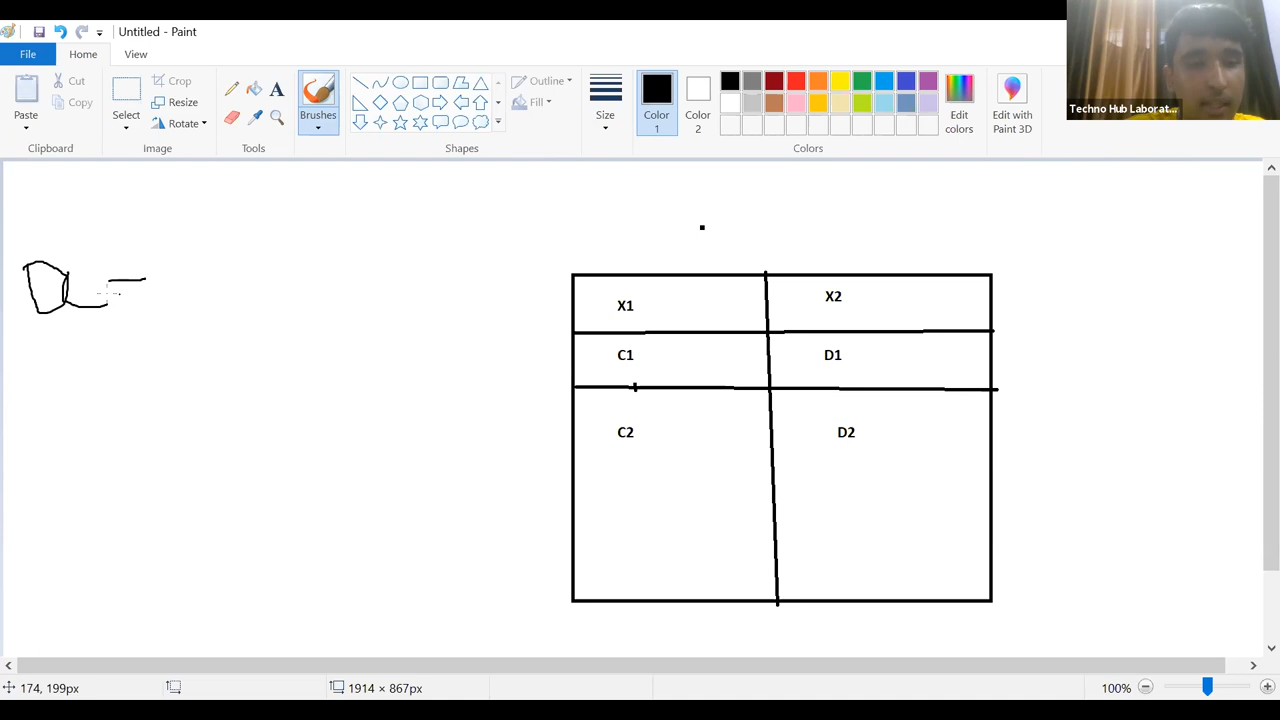 Untitled - Paint
File Home View
Paste Cut Copy Select Crop Resize Rotate Brushes Outline Fill Size Color 1 Color 2 Edit colors Edit with Paint 3D
Clipboard Image Tools Shapes Colors
Techno Hub Laborat...
X1 X2
C1 D1
C2 D2
174, 199px 1914 × 867px 100%